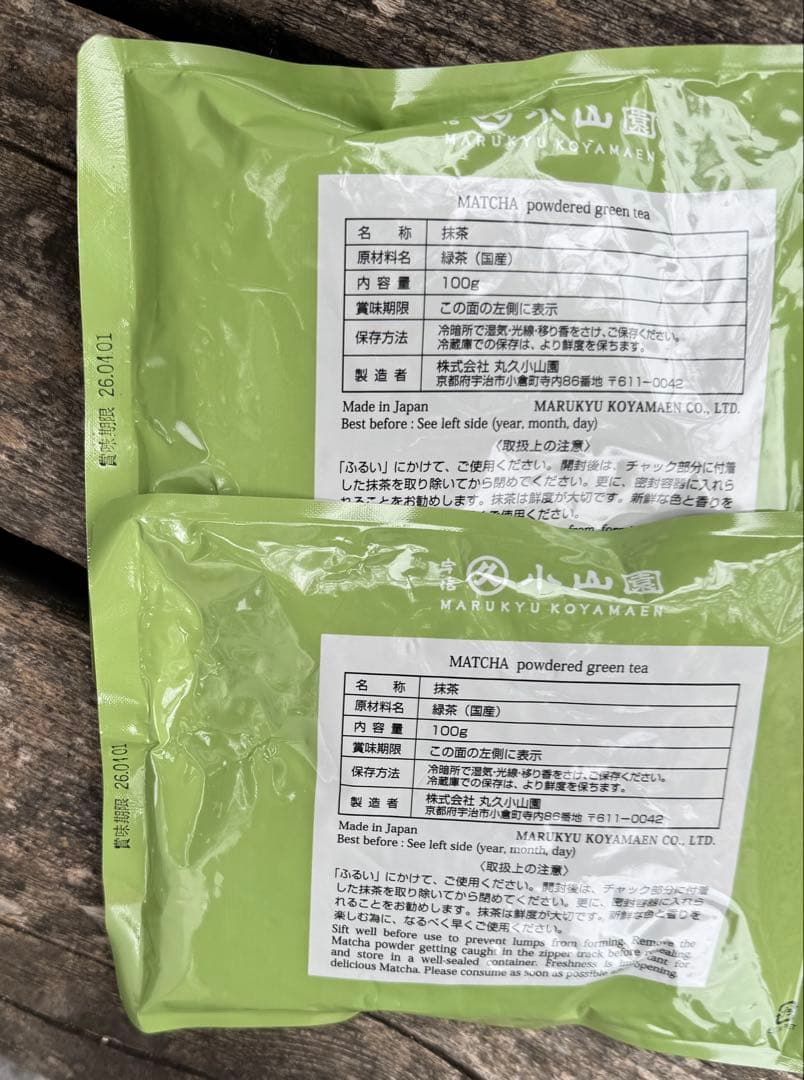 久小山園
MARUKYU KOYAMAEN
MATCHA powdered green tea
名 称 抹茶
原材料名 緑茶(国産)
内容量 100g
賞味期限 この面の左側に表示
保存方法 冷暗所で湿気・光線・移り香をさけ、ご保存ください。
冷蔵庫での保存は、より鮮度を保ちます。
製造者 株式会社 丸久小山園
京都府宇治市小倉町寺内86番地 〒611-0042
Made in Japan MARUKYU KOYAMAEN CO., LTD.
Best before : See left side (year, month, day)
〈取扱上の注意〉
「ふるい」にかけて、ご使用ください。開封後は、チャック部分に付着
した抹茶を取り除いてから閉めてください。更に、密封容器に入れら
れることをお勧めします。抹茶は鮮度が大切です。新鮮な色と香りを
ご使用ください。
from
賞味期限 26.01.01
与信 久 小山園
MARUKYU KOYAMAEN
MATCHA powdered green tea
名 称 抹茶
原材料名 緑茶(国産)
内容量 100g
賞味期限 この面の左側に表示
保存方法 冷暗所で湿気・光線・移り香をさけ、ご保存ください。
冷蔵庫での保存は、より鮮度を保ちます。
製造者 株式会社 丸久小山園
京都府宇治市小倉町寺内86番地 〒611-0042
Made in Japan MARUKYU KOYAMAEN CO., LTD.
Best before : See left side (year, month, day)
〈取扱上の注意〉
「ふるい」にかけて、ご使用ください。開封後は、チャック部分に付着
した抹茶を取り除いてから閉めてください。更に、密封容器に入れら
れることをお勧めします。抹茶は鮮度が大切です。新鮮な色と香りを
楽しむ為に、なるべく早くご使用ください。
Sift well before use to prevent lumps from forming. Remove the
Matcha powder getting caught in the zipper track before resealing
and store in a well-sealed container. Freshness is important for
delicious Matcha. Please consume as soon as possible opening.
賞味期限 26.01.01